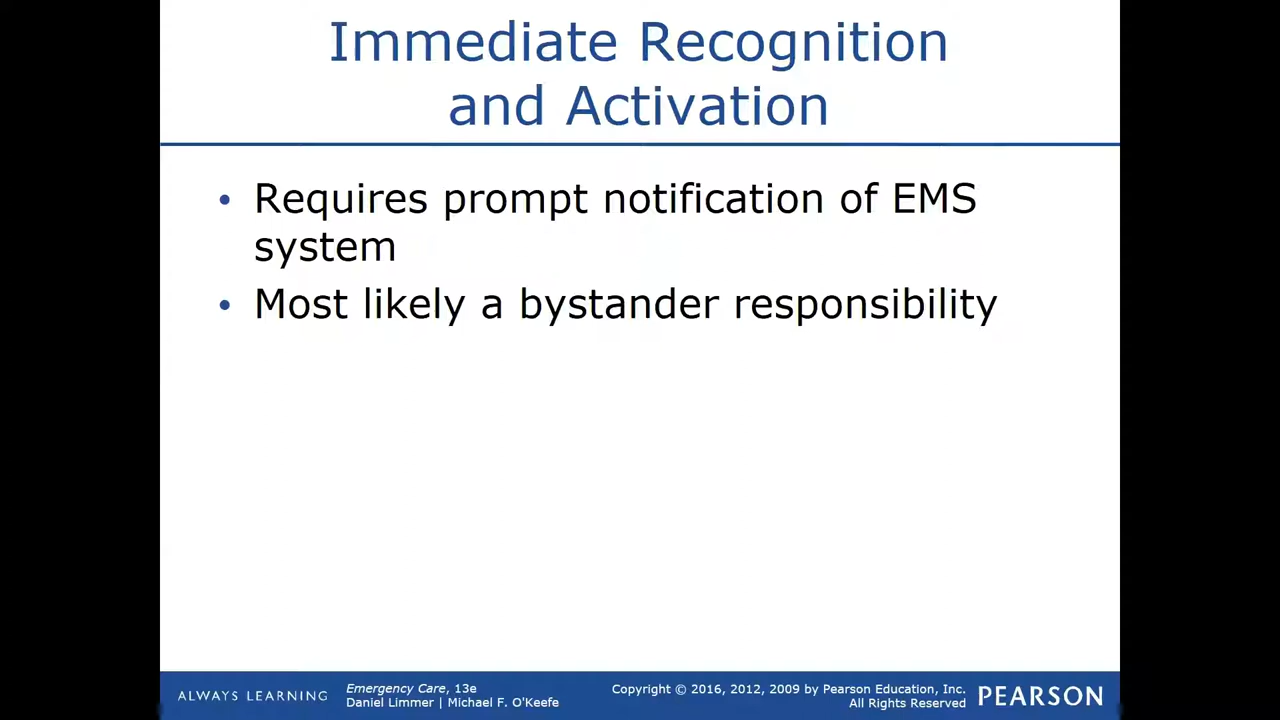 Immediate Recognition
and Activation
• Requires prompt notification of EMS
system
• Most likely a bystander responsibility
ALWAYS LEARNING
Emergency Care, 13e
Daniel Limmer | Michael F. O'Keefe
Copyright © 2016, 2012, 2009 by Pearson Education, Inc.
All Rights Reserved
PEARSON